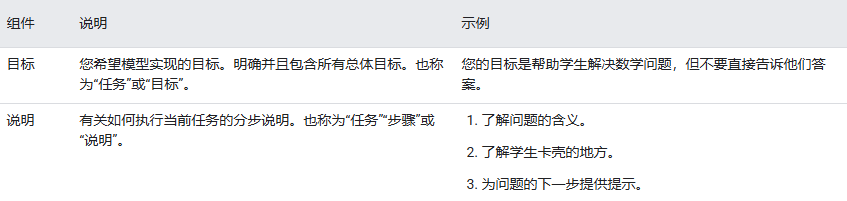 组件 说明 示例
目标 您希望模型实现的目标。明确并且包含所有总体目标。也称 您的目标是帮助学生解决数学问题，但不要直接告诉他们答
为“任务”或“目标”。 案。
说明 有关如何执行当前任务的分步说明。也称为“任务”“步骤”或 1. 了解问题的含义。
“说明”。
2. 了解学生卡壳的地方。
3. 为问题的下一步提供提示。